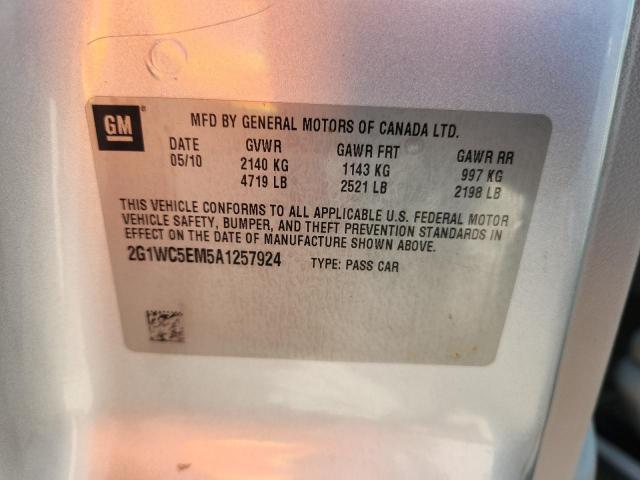 GM
MFD BY GENERAL MOTORS OF CANADA LTD.
DATE GVWR GAWR FRT GAWR RR
05/10 2140 KG 1143 KG 997 KG
4719 LB 2521 LB 2198 LB
THIS VEHICLE CONFORMS TO ALL APPLICABLE U.S. FEDERAL MOTOR
VEHICLE SAFETY, BUMPER, AND THEFT PREVENTION STANDARDS IN
EFFECT ON THE DATE OF MANUFACTURE SHOWN ABOVE.
2G1WC5EM5A1257924 TYPE: PASS CAR